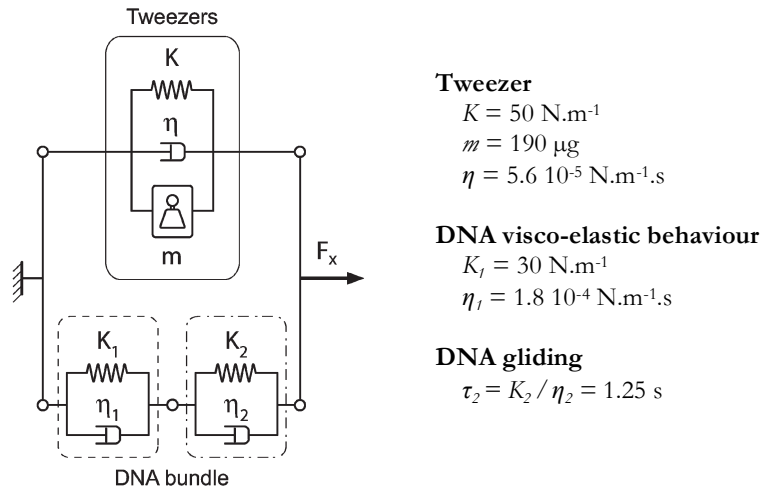 Tweezers
K
η
m
F_x
K_1
η_1
K_2
η_2
DNA bundle
Tweezer
K = 50 N.m^-1
m = 190 µg
η = 5.6 10^-5 N.m^-1.s
DNA visco-elastic behaviour
K_1 = 30 N.m^-1
η_1 = 1.8 10^-4 N.m^-1.s
DNA gliding
τ_2 = K_2 / η_2 = 1.25 s